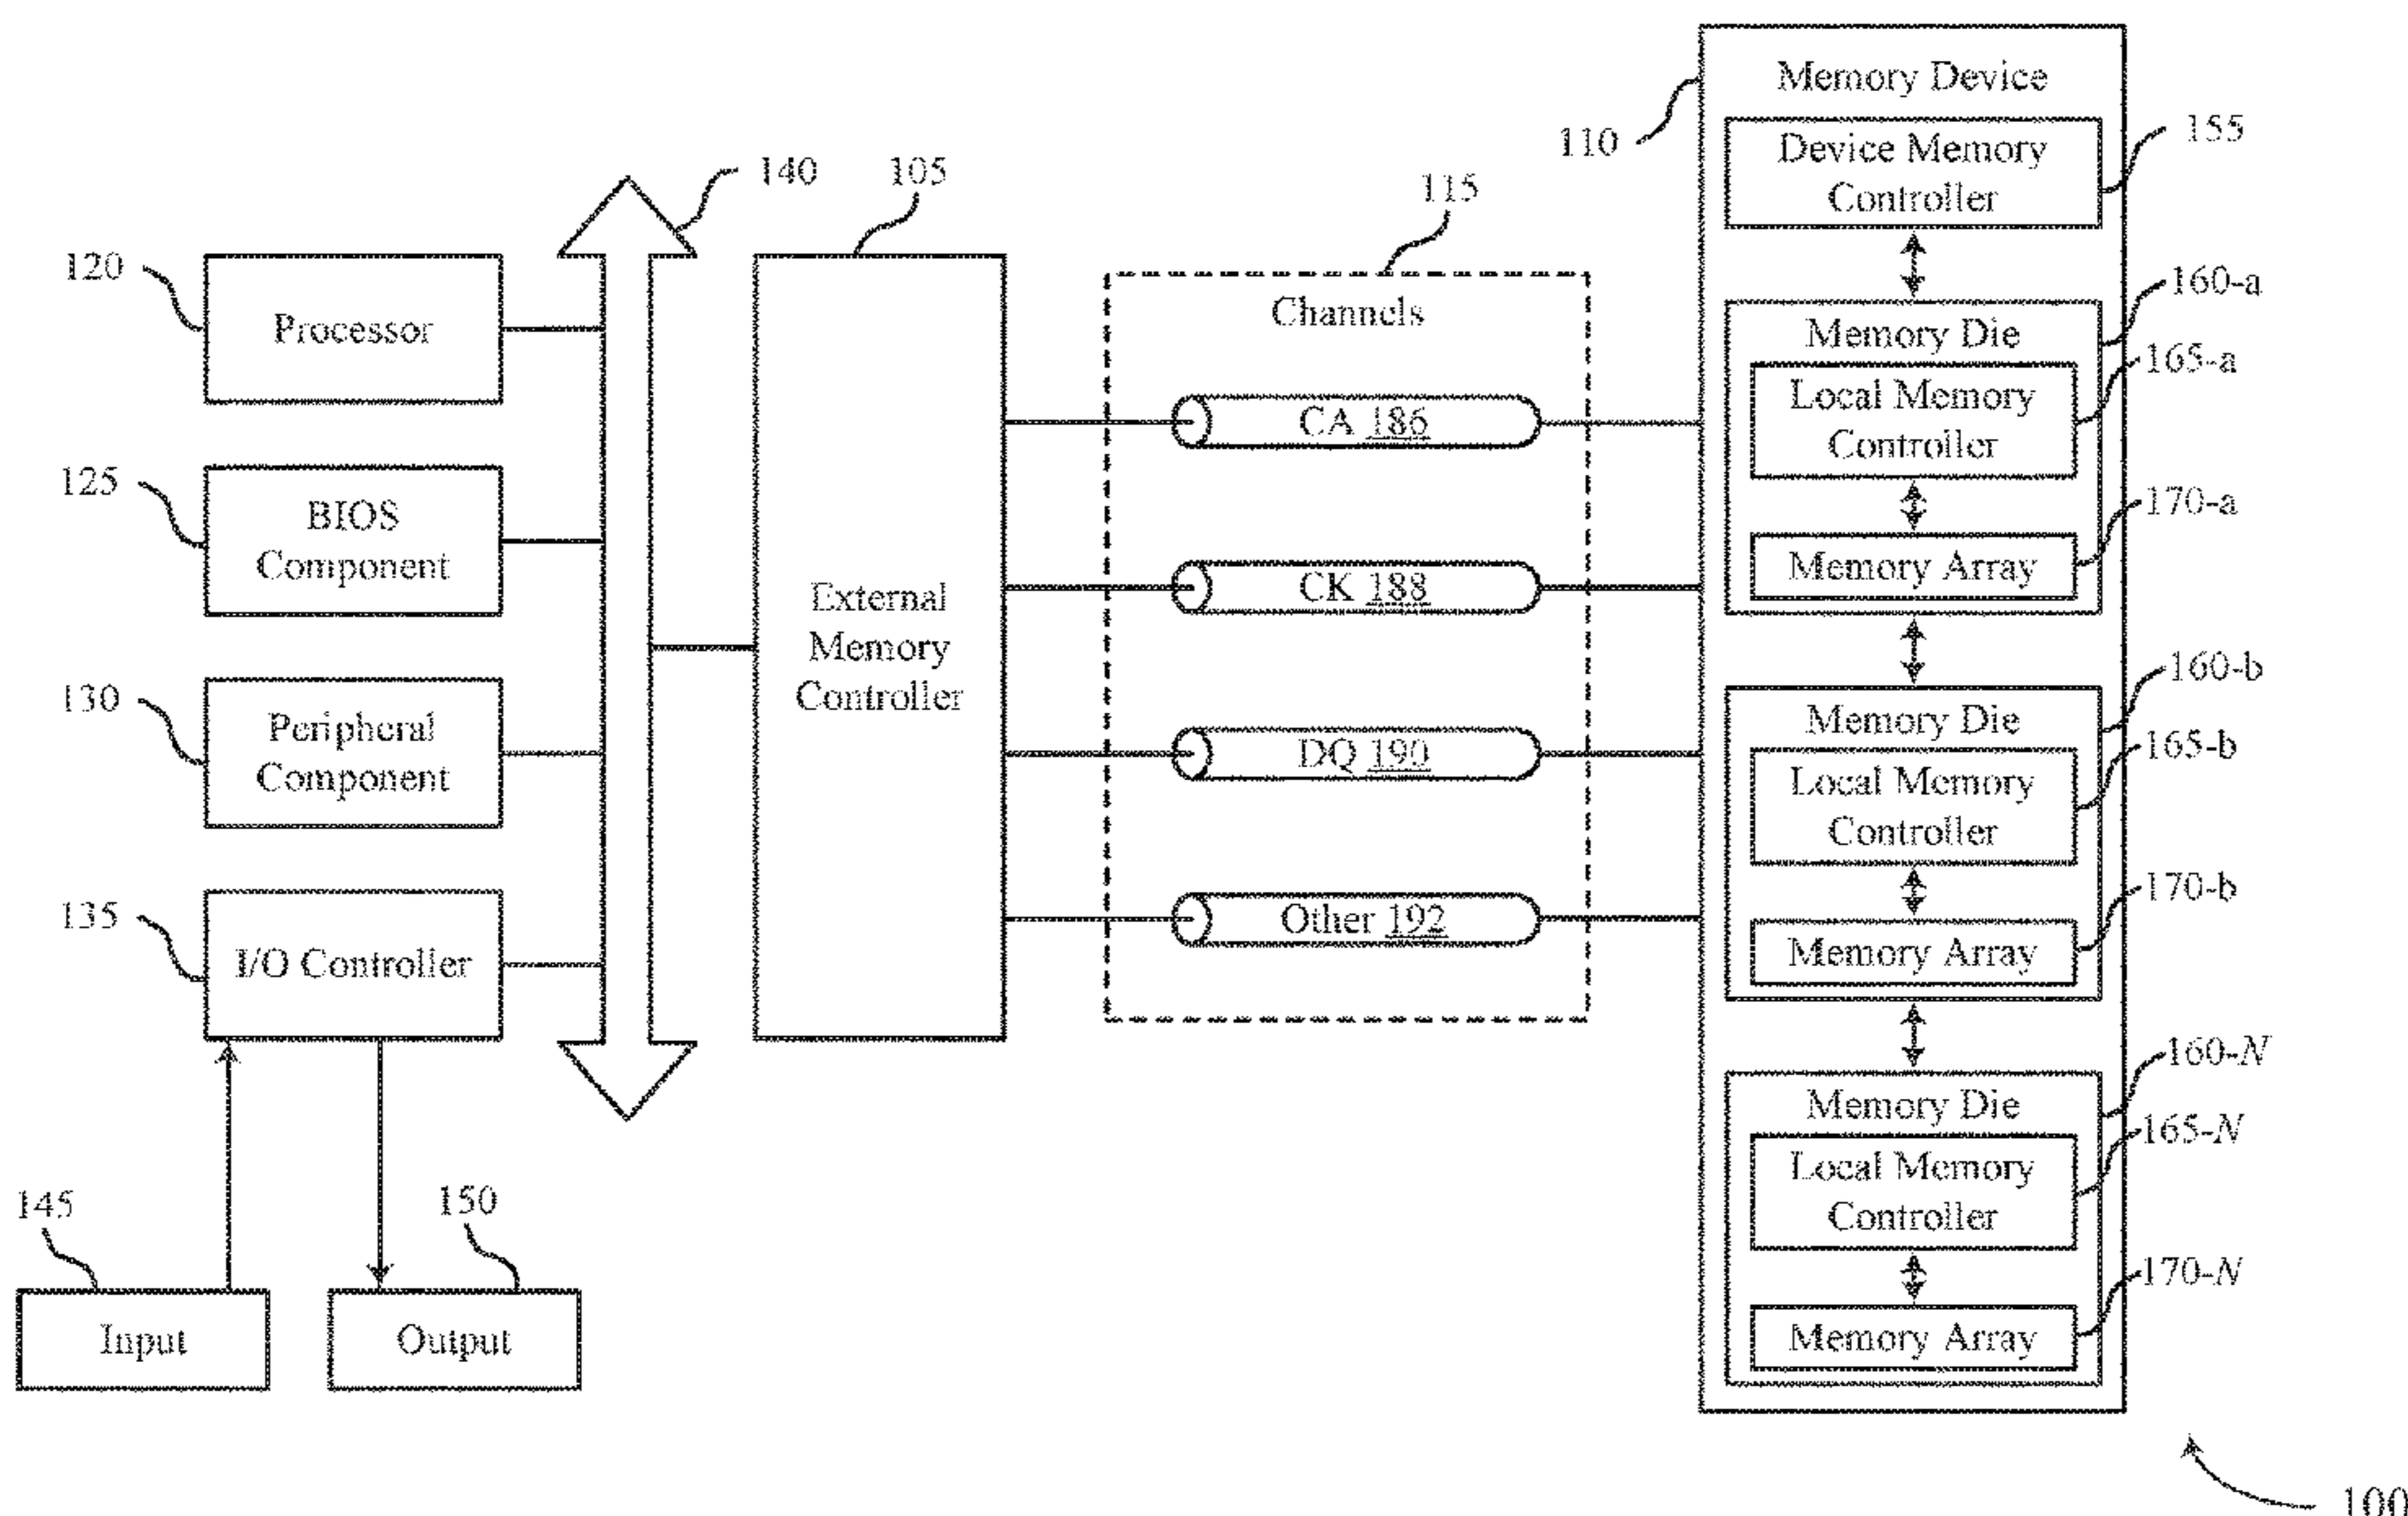 Memory Device
110
Device Memory
Controller
155
140
105
115
120
Processor
Channels
160-a
Memory Die
165-a
Local Memory
Controller
CA 186
125
BIOS
Component
170-a
Memory Array
External
Memory
Controller
CK 188
160-b
Memory Die
130
Peripheral
Component
DQ 190
165-b
Local Memory
Controller
135
I/O Controller
Other 192
170-b
Memory Array
160-N
Memory Die
165-N
Local Memory
Controller
145
150
170-N
Input
Output
Memory Array
100